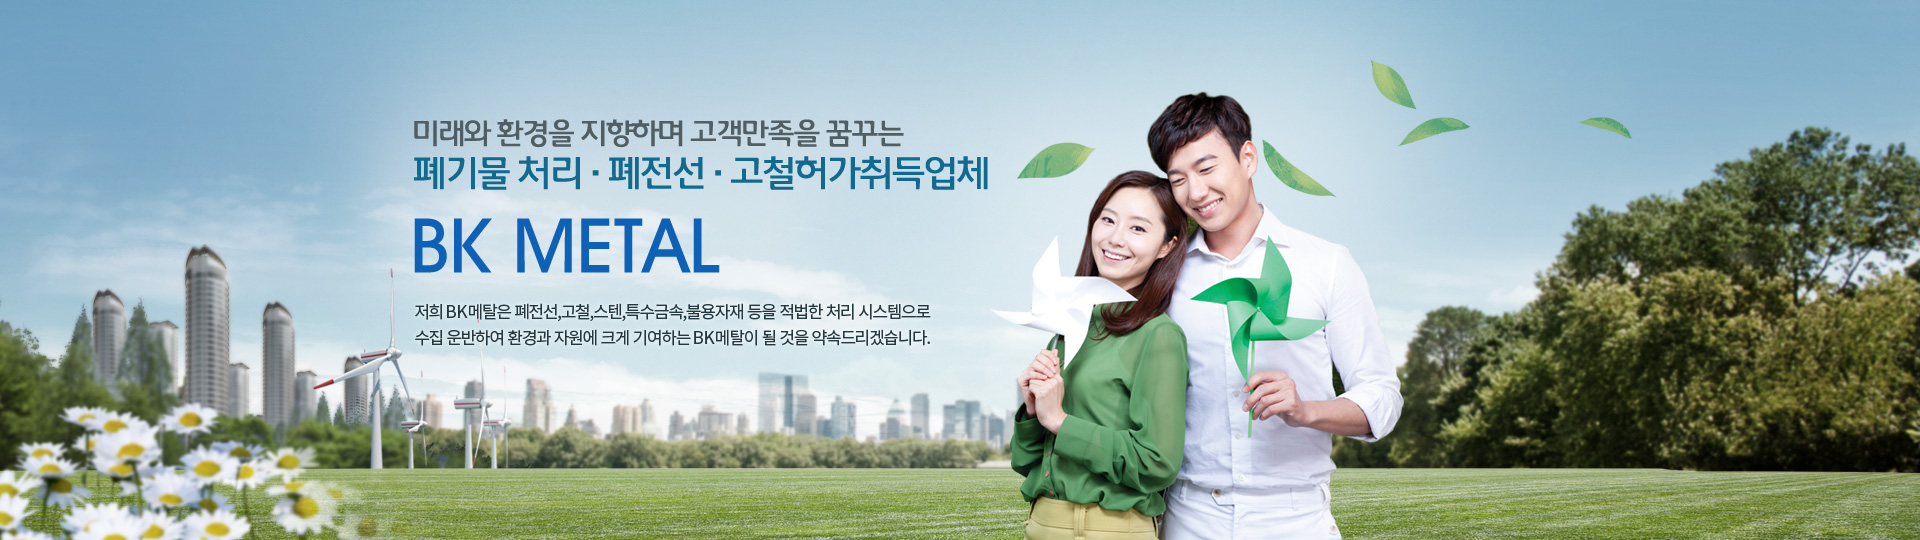 미래와 환경을 지향하며 고객만족을 꿈꾸는
폐기물 처리 · 폐전선 · 고철허가취득업체
BK METAL
저희 BK메탈은 폐전선,고철,스텐,특수금속,불용자재 등을 적법한 처리 시스템으로
수집 운반하여 환경과 자원에 크게 기여하는 BK메탈이 될 것을 약속드리겠습니다.